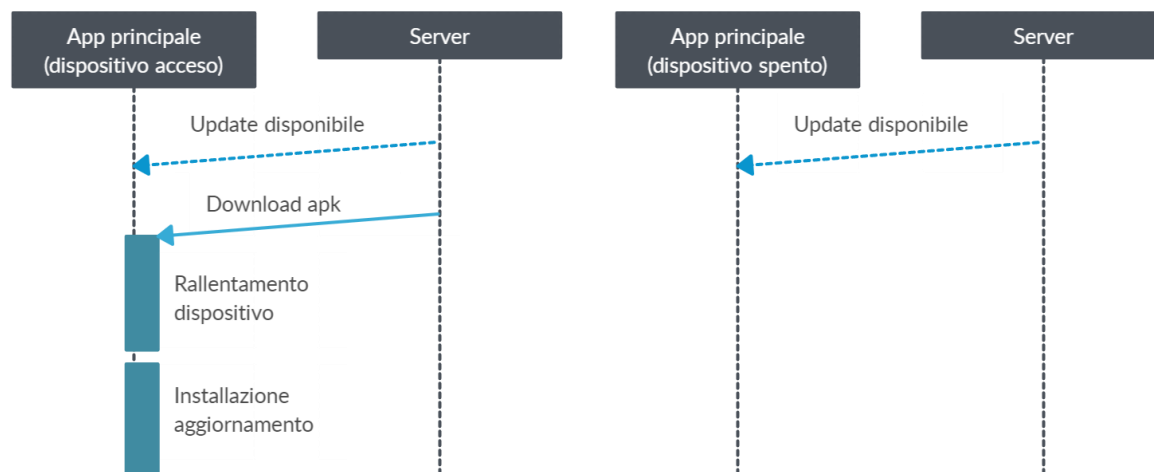 App principale
(dispositivo acceso)
Server
App principale
(dispositivo spento)
Server
Update disponibile
Update disponibile
Download apk
Rallentamento
dispositivo
Installazione
aggiornamento